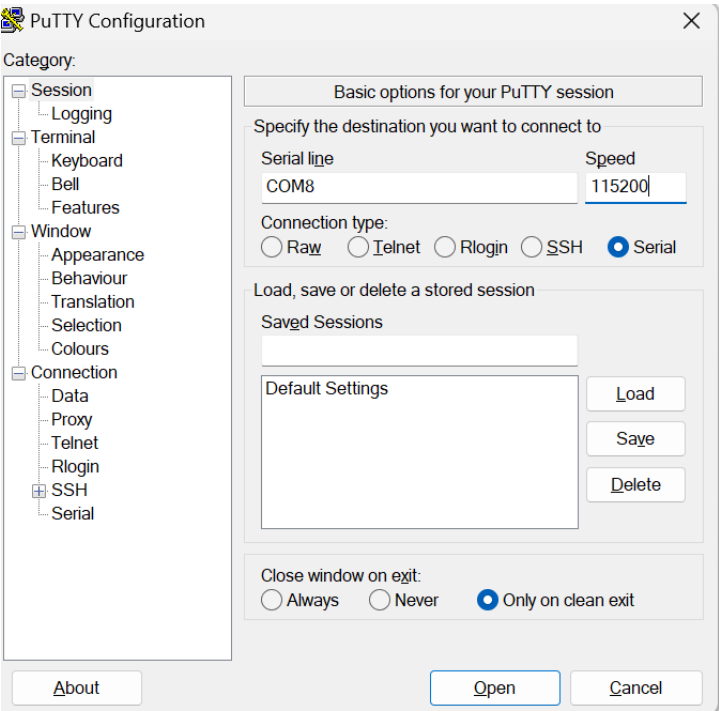 PuTTY Configuration
Category:
Session
Logging
Terminal
Keyboard
Bell
Features
Window
Appearance
Behaviour
Translation
Selection
Colours
Connection
Data
Proxy
Telnet
Rlogin
SSH
Serial
Basic options for your PuTTY session
Specify the destination you want to connect to
Serial line Speed
COM8 115200
Connection type:
Raw Telnet Rlogin SSH Serial
Load, save or delete a stored session
Saved Sessions
Default Settings
Load
Save
Delete
Close window on exit:
Always Never Only on clean exit
About Open Cancel